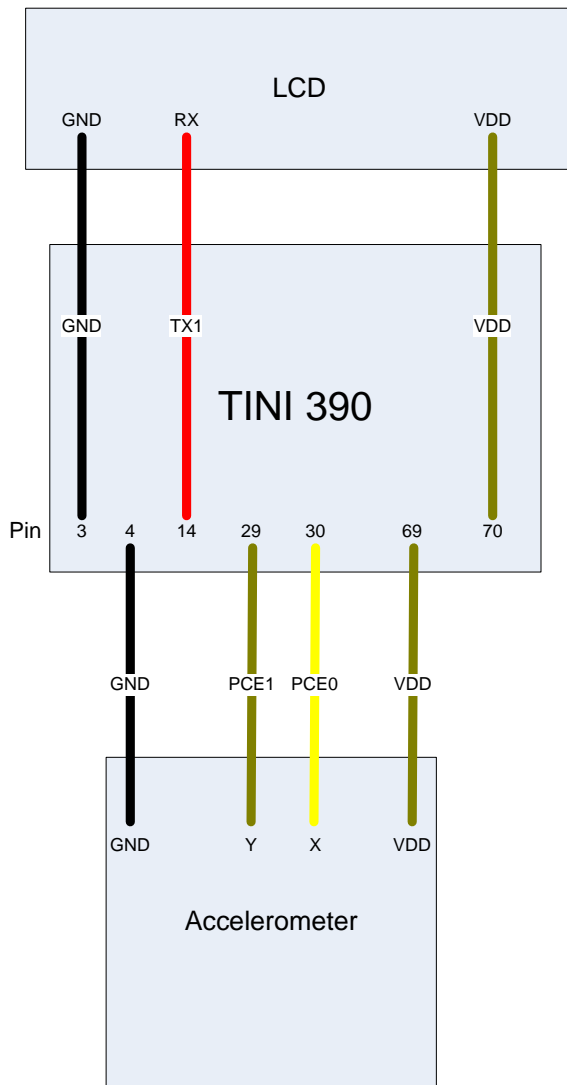 LCD
GND RX VDD
GND TX1 VDD
TINI 390
Pin 3 4 14 29 30 69 70
GND PCE1 PCE0 VDD
GND Y X VDD
Accelerometer